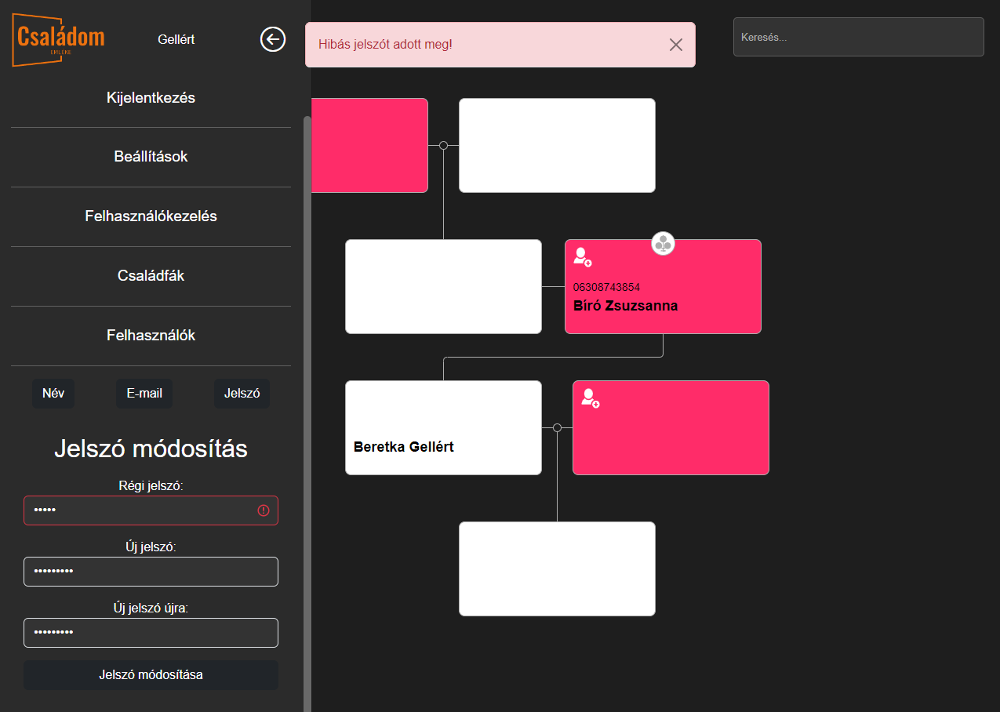 Családom
EMLÉKE
Gellért
Kijelentkezés
Beállítások
Felhasználókezelés
Családfák
Felhasználók
Név
E-mail
Jelszó
Jelszó módosítás
Régi jelszó:
•••••
Új jelszó:
•••••••••
Új jelszó újra:
•••••••••
Jelszó módosítása
Hibás jelszót adott meg!
Keresés...
06308743854
Bíró Zsuzsanna
Beretka Gellért